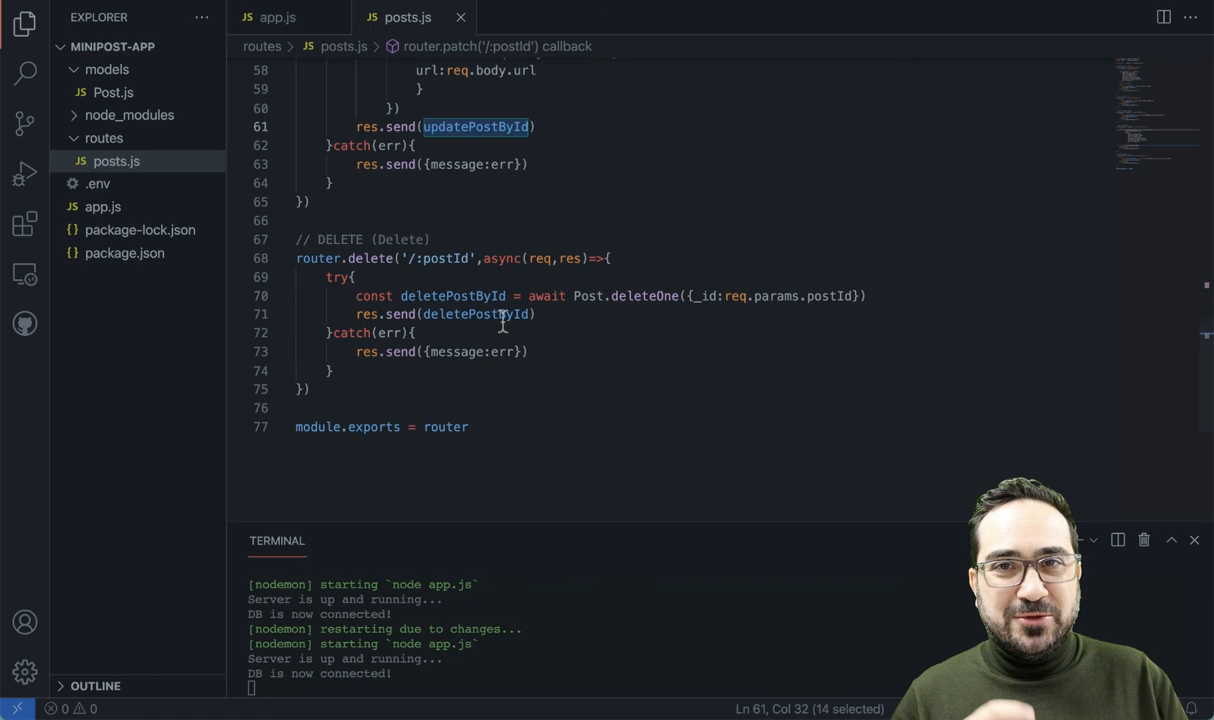 EXPLORER
MINIPOST-APP
models
JS Post.js
node_modules
routes
JS posts.js
.env
JS app.js
{} package-lock.json
{} package.json
OUTLINE
JS app.js
JS posts.js
routes > JS posts.js > router.patch('/:postId') callback
58 url:req.body.url
59 }
60 })
61 res.send(updatePostById)
62 }catch(err){
63 res.send({message:err})
64 }
65 })
66
67 // DELETE (Delete)
68 router.delete('/:postId',async(req,res)=>{
69 try{
70 const deletePostById = await Post.deleteOne({_id:req.params.postId})
71 res.send(deletePostById)
72 }catch(err){
73 res.send({message:err})
74 }
75 })
76
77 module.exports = router
TERMINAL
[nodemon] starting `node app.js`
Server is up and running...
DB is now connected!
[nodemon] restarting due to changes...
[nodemon] starting `node app.js`
Server is up and running...
DB is now connected!
0 0
Ln 61, Col 32 (14 selected)